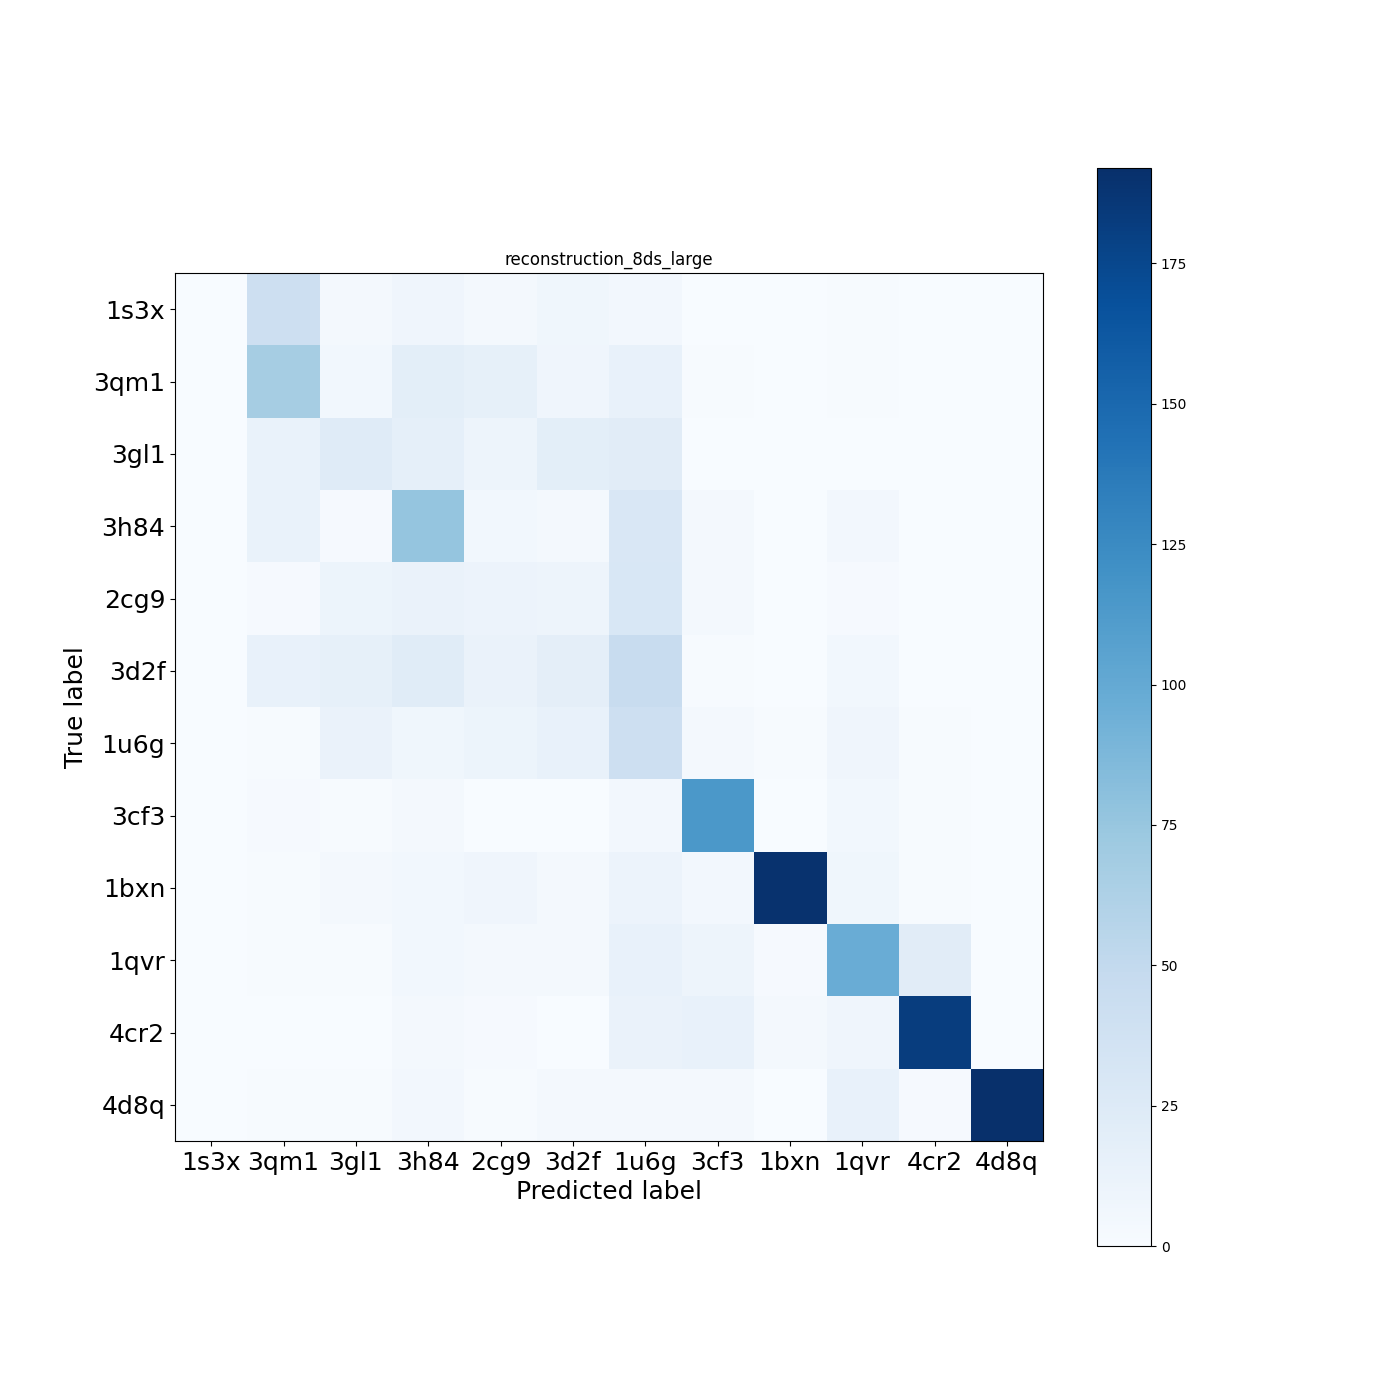 reconstruction_8ds_large
True label
1s3x
3qm1
3gl1
3h84
2cg9
3d2f
1u6g
3cf3
1bxn
1qvr
4cr2
4d8q
1s3x 3qm1 3gl1 3h84 2cg9 3d2f 1u6g 3cf3 1bxn 1qvr 4cr2 4d8q
Predicted label
175
150
125
100
75
50
25
0